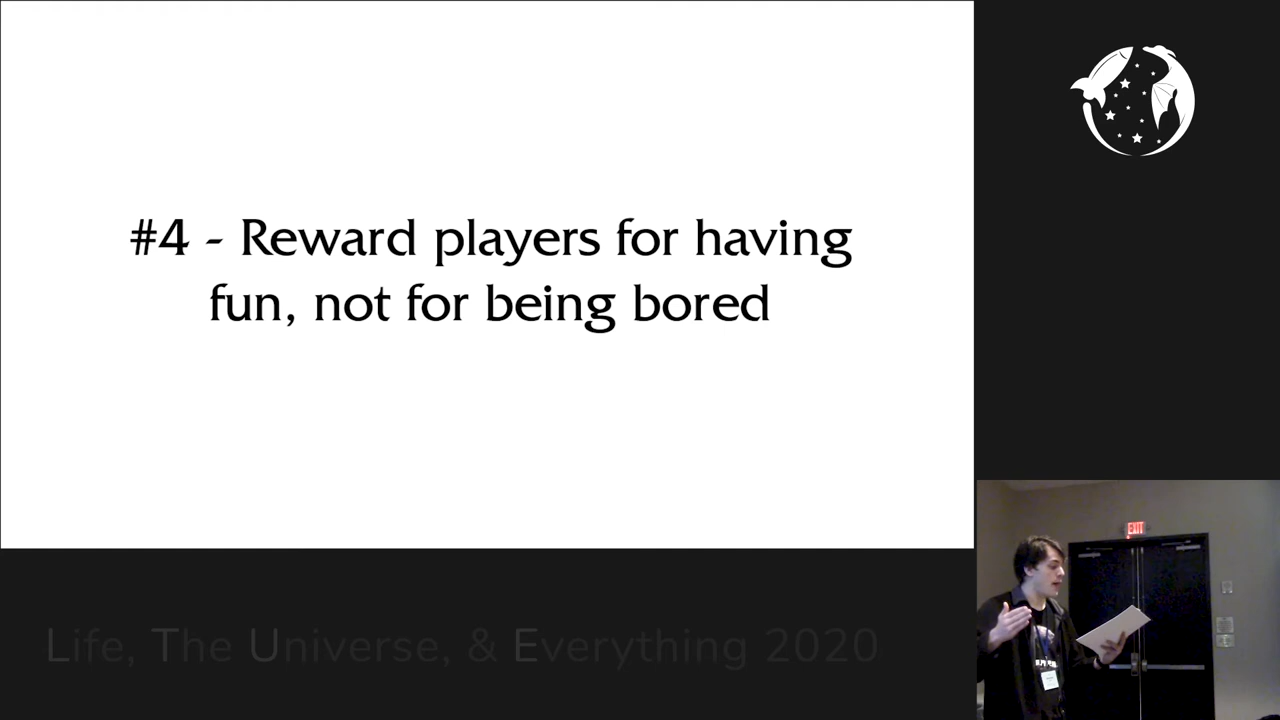 #4 - Reward players for having
fun, not for being bored
EXIT
Life, The Universe, & Everything 2020